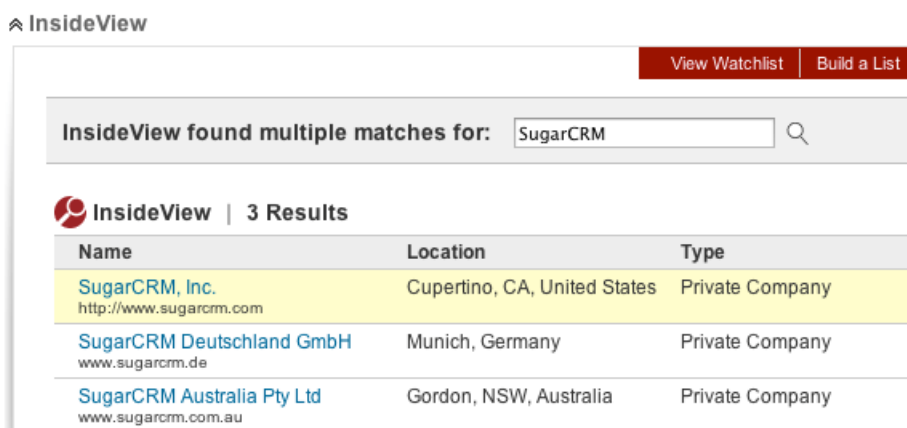 InsideView
View Watchlist Build a List
InsideView found multiple matches for: SugarCRM
InsideView | 3 Results
Name Location Type
SugarCRM, Inc. Cupertino, CA, United States Private Company
http://www.sugarcrm.com
SugarCRM Deutschland GmbH Munich, Germany Private Company
www.sugarcrm.de
SugarCRM Australia Pty Ltd Gordon, NSW, Australia Private Company
www.sugarcrm.com.au